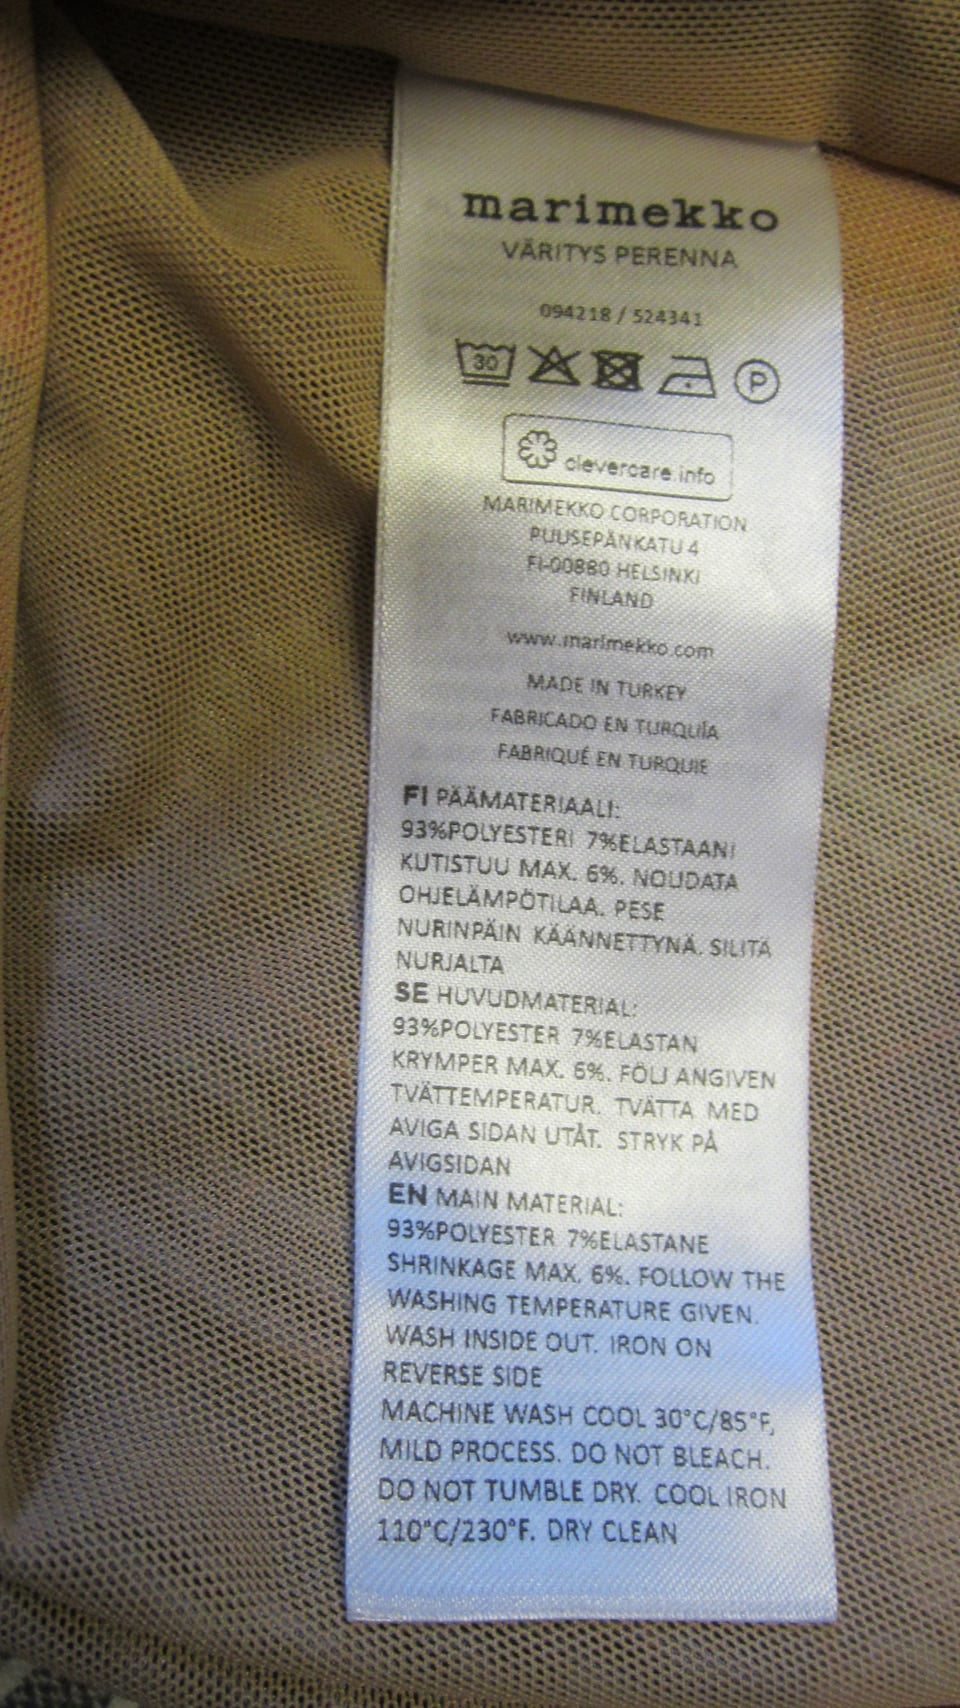 marimekko
VÄRITYS PERENNA
094218 / 524341
30 P
clevercare.info
MARIMEKKO CORPORATION
PUUSEPÄNKATU 4
FI-00880 HELSINKI
FINLAND
www.marimekko.com
MADE IN TURKEY
FABRICADO EN TURQUÍA
FABRIQUÉ EN TURQUIE
FI PÄÄMATERIAALI:
93%POLYESTERI 7%ELASTAANI
KUTISTUU MAX. 6%. NOUDATA
OHJELÄMPÖTILAA. PESE
NURINPÄIN KÄÄNNETTYNÄ. SILITÄ
NURJALTA
SE HUVUDMATERIAL:
93%POLYESTER 7%ELASTAN
KRYMPER MAX. 6%. FÖLJ ANGIVEN
TVÄTTEMPERATUR. TVÄTTA MED
AVIGA SIDAN UTÅT. STRYK PÅ
AVIGSIDAN
EN MAIN MATERIAL:
93%POLYESTER 7%ELASTANE
SHRINKAGE MAX. 6%. FOLLOW THE
WASHING TEMPERATURE GIVEN.
WASH INSIDE OUT. IRON ON
REVERSE SIDE
MACHINE WASH COOL 30°C/85°F,
MILD PROCESS. DO NOT BLEACH.
DO NOT TUMBLE DRY. COOL IRON
110°C/230°F. DRY CLEAN